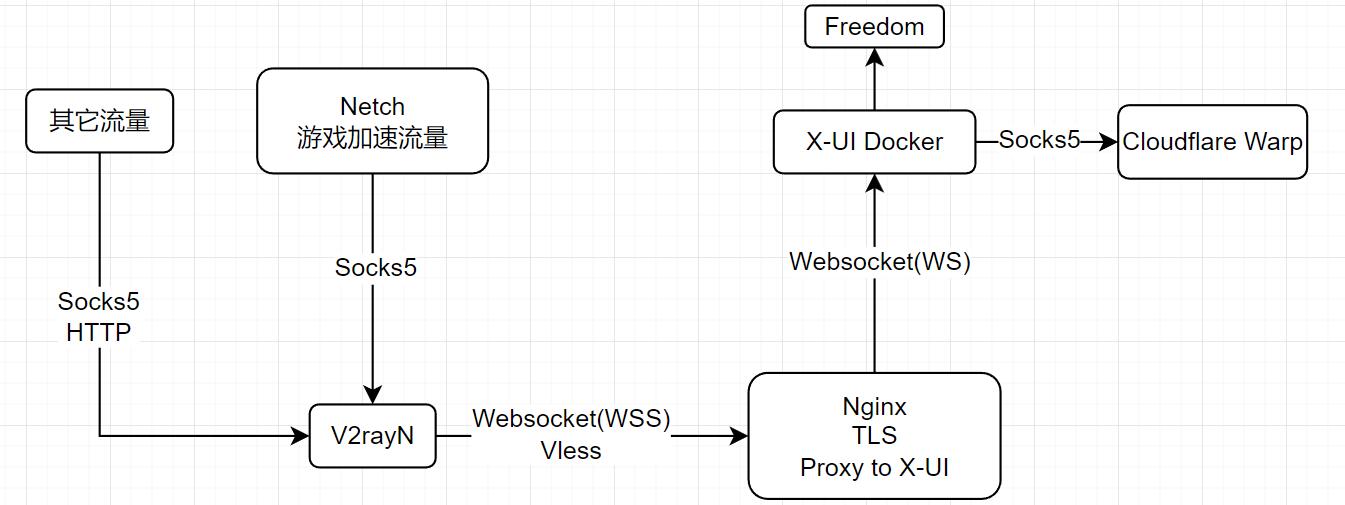 Freedom
其它流量
Netch
游戏加速流量
X-UI Docker
Socks5
Cloudflare Warp
Socks5
Websocket(WS)
Socks5
HTTP
V2rayN
Websocket(WSS)
Vless
Nginx
TLS
Proxy to X-UI